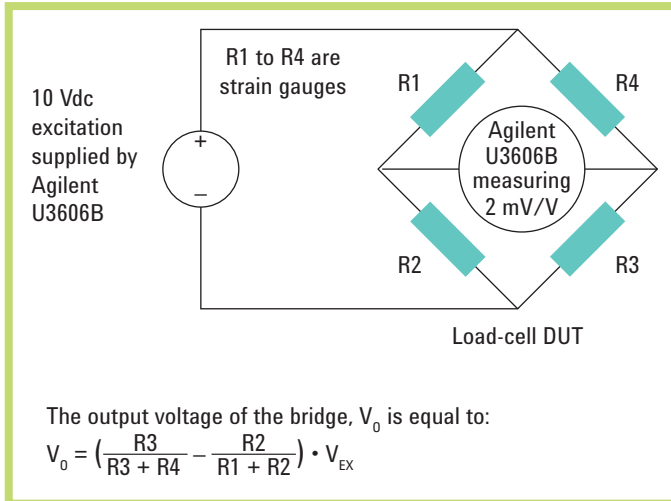 10 Vdc
excitation
supplied by
Agilent
U3606B
+
–
R1 to R4 are
strain gauges
R1
R4
Agilent
U3606B
measuring
2 mV/V
R2
R3
Load-cell DUT
The output voltage of the bridge, V₀ is equal to:
V₀ = (R3/R3 + R4 – R2/R1 + R2) • V_EX